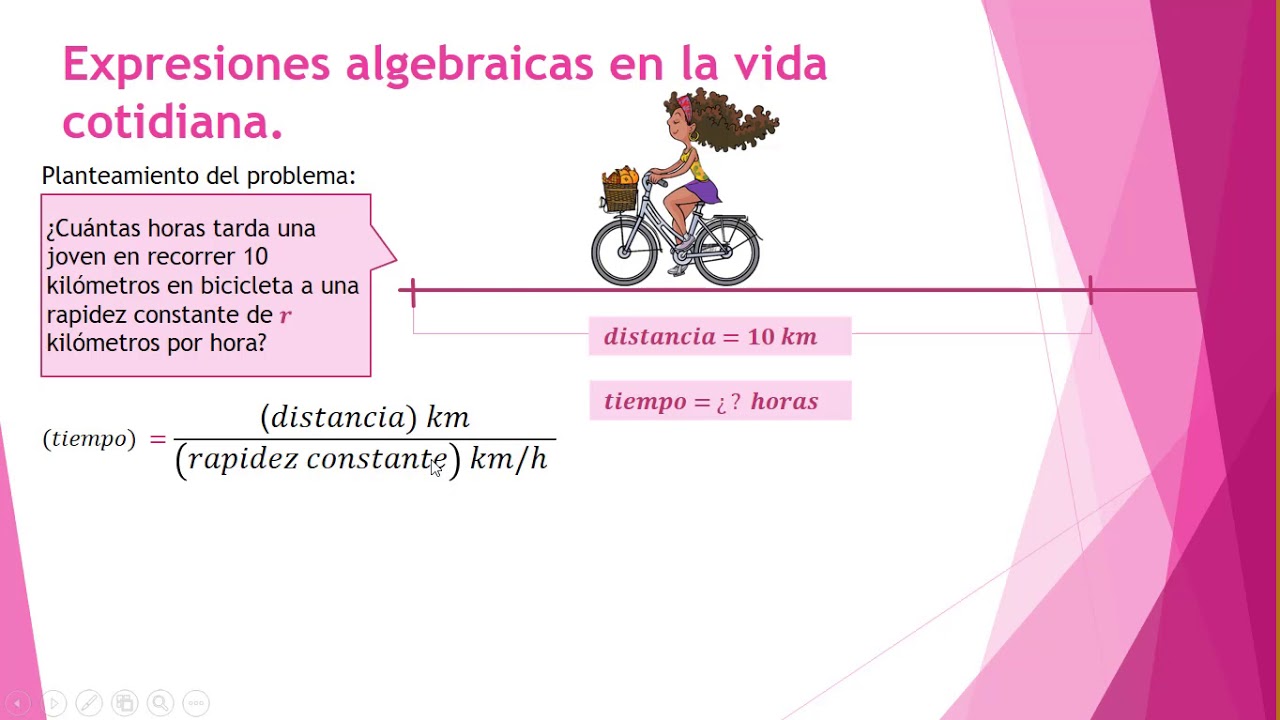 Expresiones algebraicas en la vida
cotidiana.
Planteamiento del problema:
¿Cuántas horas tarda una
joven en recorrer 10
kilómetros en bicicleta a una
rapidez constante de r
kilómetros por hora?
distancia = 10 km
tiempo = ¿? horas
(tiempo) = (distancia) km
(rapidez constante) km/h